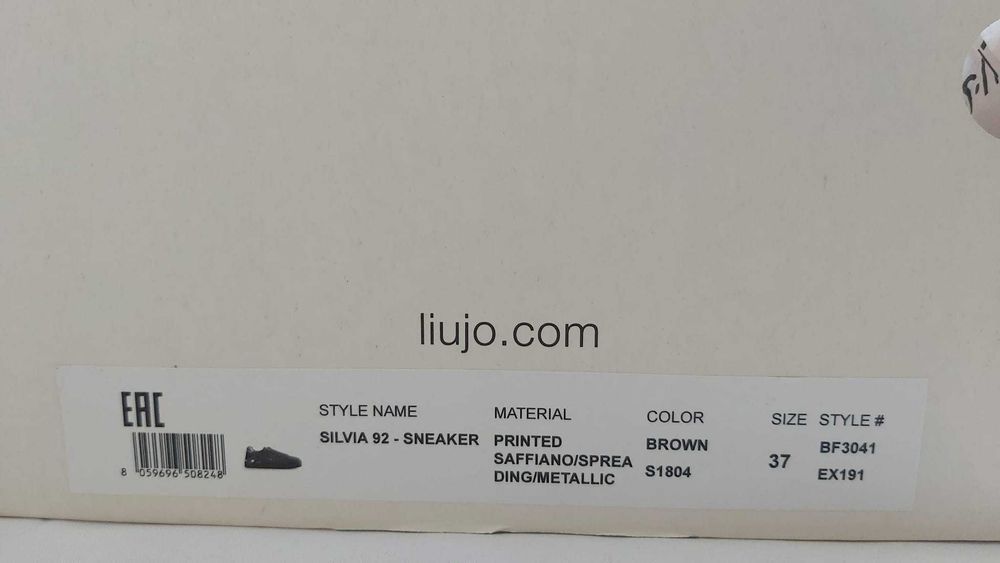 liujo.com
EAC
STYLE NAME
SILVIA 92 - SNEAKER
MATERIAL
PRINTED
SAFFIANO/SPREA
DING/METALLIC
COLOR
BROWN
S1804
SIZE
37
STYLE #
BF3041
EX191
8 059696 508248